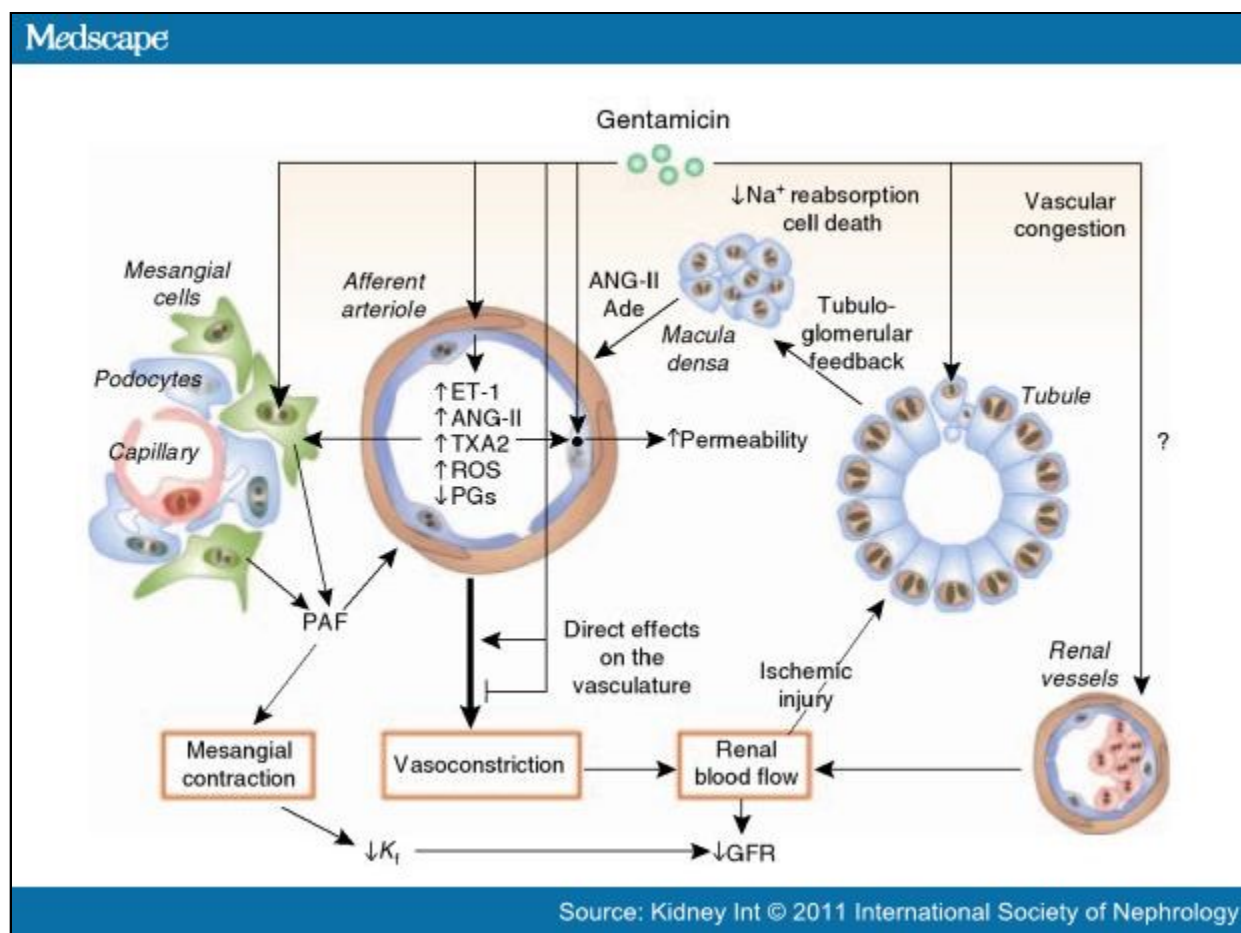 Medscape
Gentamicin
↓Na⁺ reabsorption
cell death
Vascular
congestion
Mesangial
cells
Afferent
arteriole
ANG-II
Ade
Macula
densa
Tubulo-
glomerular
feedback
Podocytes
Tubule
Capillary
↑ET-1
↑ANG-II
↑TXA2
↑ROS
↓PGs
↑Permeability
?
PAF
Direct effects
on the
vasculature
Ischemic
injury
Renal
vessels
Mesangial
contraction
Vasoconstriction
Renal
blood flow
↓Kf
↓GFR
Source: Kidney Int © 2011 International Society of Nephrology